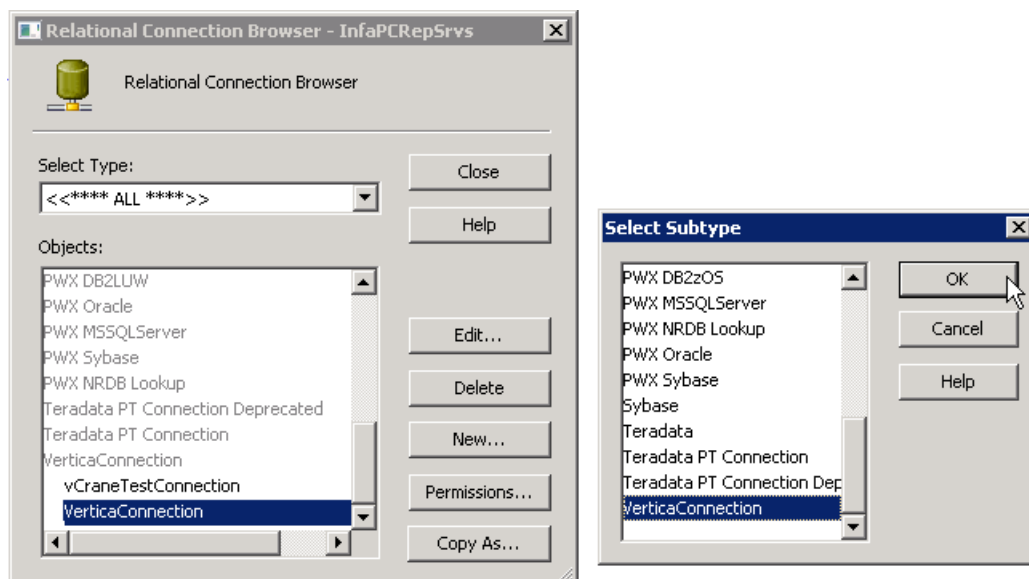 Relational Connection Browser - InfaPCRepSrvs
Relational Connection Browser
Select Type:
<<**** ALL ****>>
Close
Help
Objects:
PWX DB2LUW
PWX Oracle
PWX MSSQLServer
PWX Sybase
PWX NRDB Lookup
Teradata PT Connection Deprecated
Teradata PT Connection
VerticaConnection
vCraneTestConnection
VerticaConnection
Edit...
Delete
New...
Permissions...
Copy As...
Select Subtype
PWX DB2zOS
PWX MSSQLServer
PWX NRDB Lookup
PWX Oracle
PWX Sybase
Sybase
Teradata
Teradata PT Connection
Teradata PT Connection Dep
VerticaConnection
OK
Cancel
Help